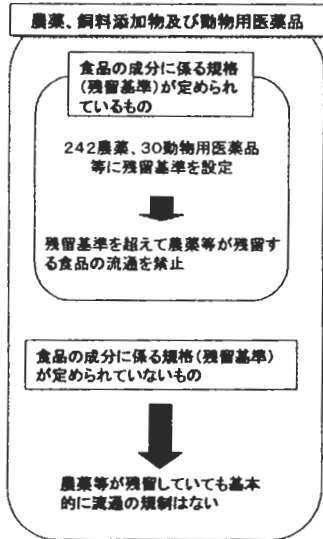 農薬、飼料添加物及び動物用医薬品
食品の成分に係る規格
(残留基準)が定められ
ているもの
242農薬、30動物用医薬品
等に残留基準を設定
残留基準を超えて農薬等が残留す
る食品の流通を禁止
食品の成分に係る規格(残留基準)
が定められていないもの
農薬等が残留していても基本
的に流通の規制はない